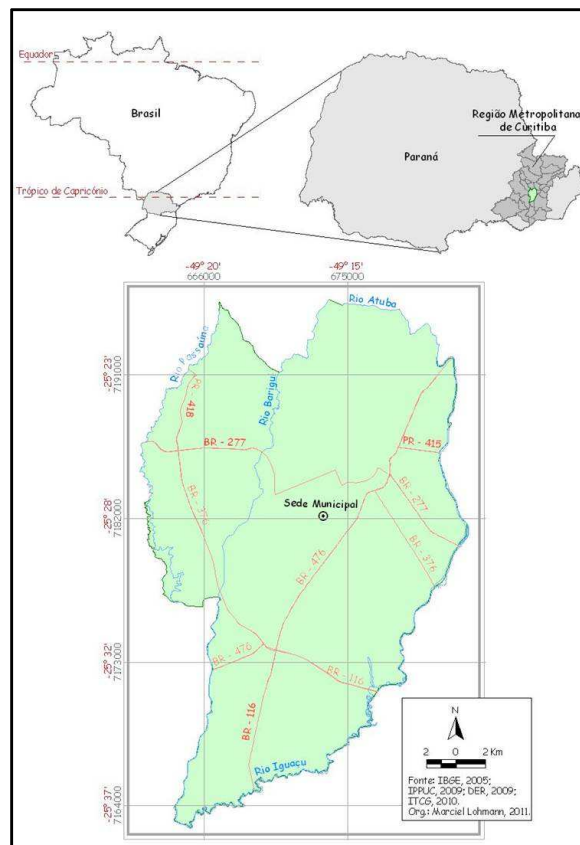 Equador
Brasil
Trópico de Capricónio
Região Metropolitana
de Curitiba
Paraná
-49° 20'
666000
-49° 15'
675000
Rio Atuba
Rio Passaúna
Rio Barigui
-25° 23'
7191000
PR - 418
BR - 277
PR - 415
BR - 277
BR - 376
Sede Municipal
-25° 28'
7182000
BR - 376
BR - 476
BR - 476
-25° 32'
7173000
BR - 116
BR - 116
Rio Iguaçu
-25° 37'
7164000
N
2 0 2 Km
Fonte: IBGE, 2005;
IPPUC, 2009; DER, 2009;
ITCG, 2010.
Org.: Marciel Lohmann, 2011.